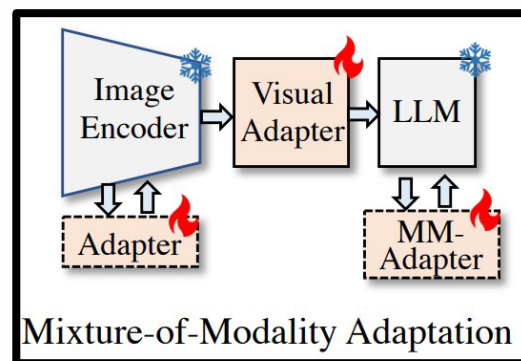 Image
Encoder
Visual
Adapter
LLM
Adapter
MM-
Adapter
Mixture-of-Modality Adaptation